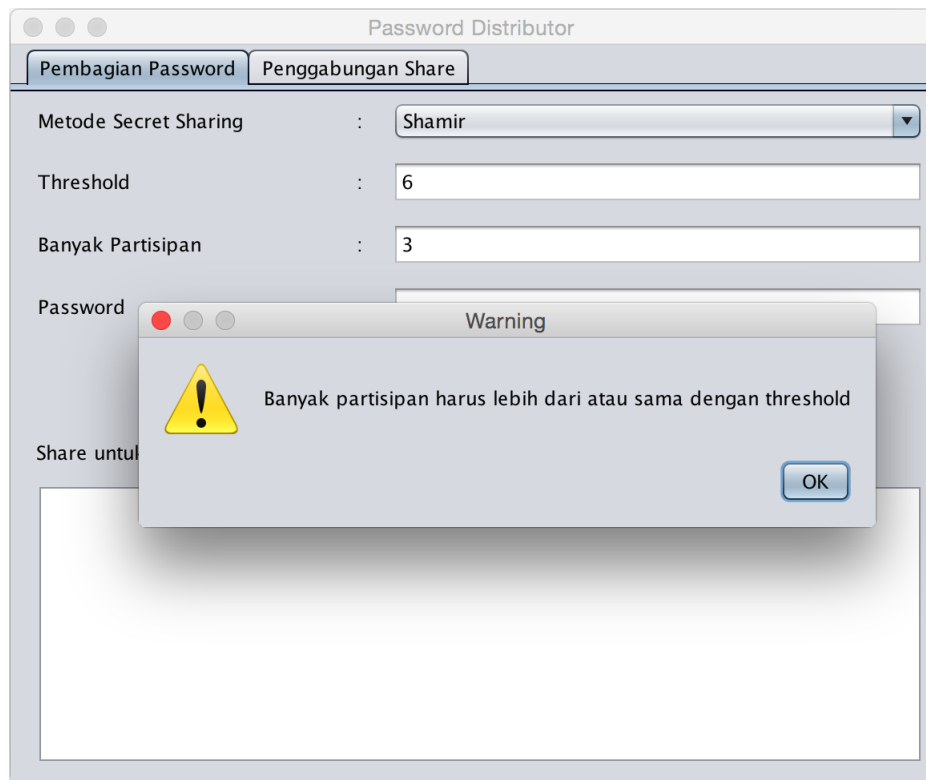 Password Distributor
Pembagian Password Penggabungan Share
Metode Secret Sharing : Shamir
Threshold : 6
Banyak Partisipan : 3
Password
Warning
Banyak partisipan harus lebih dari atau sama dengan threshold
OK
Share